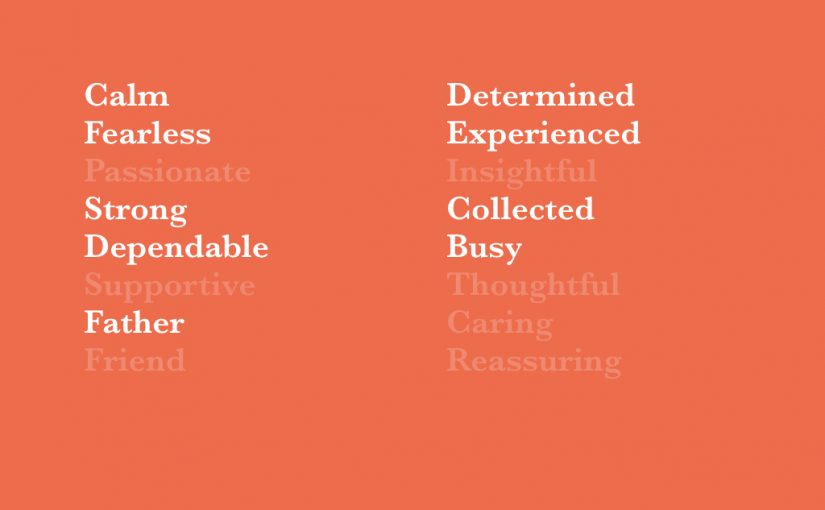 Calm
Fearless
Passionate
Strong
Dependable
Supportive
Father
Friend
Determined
Experienced
Insightful
Collected
Busy
Thoughtful
Caring
Reassuring